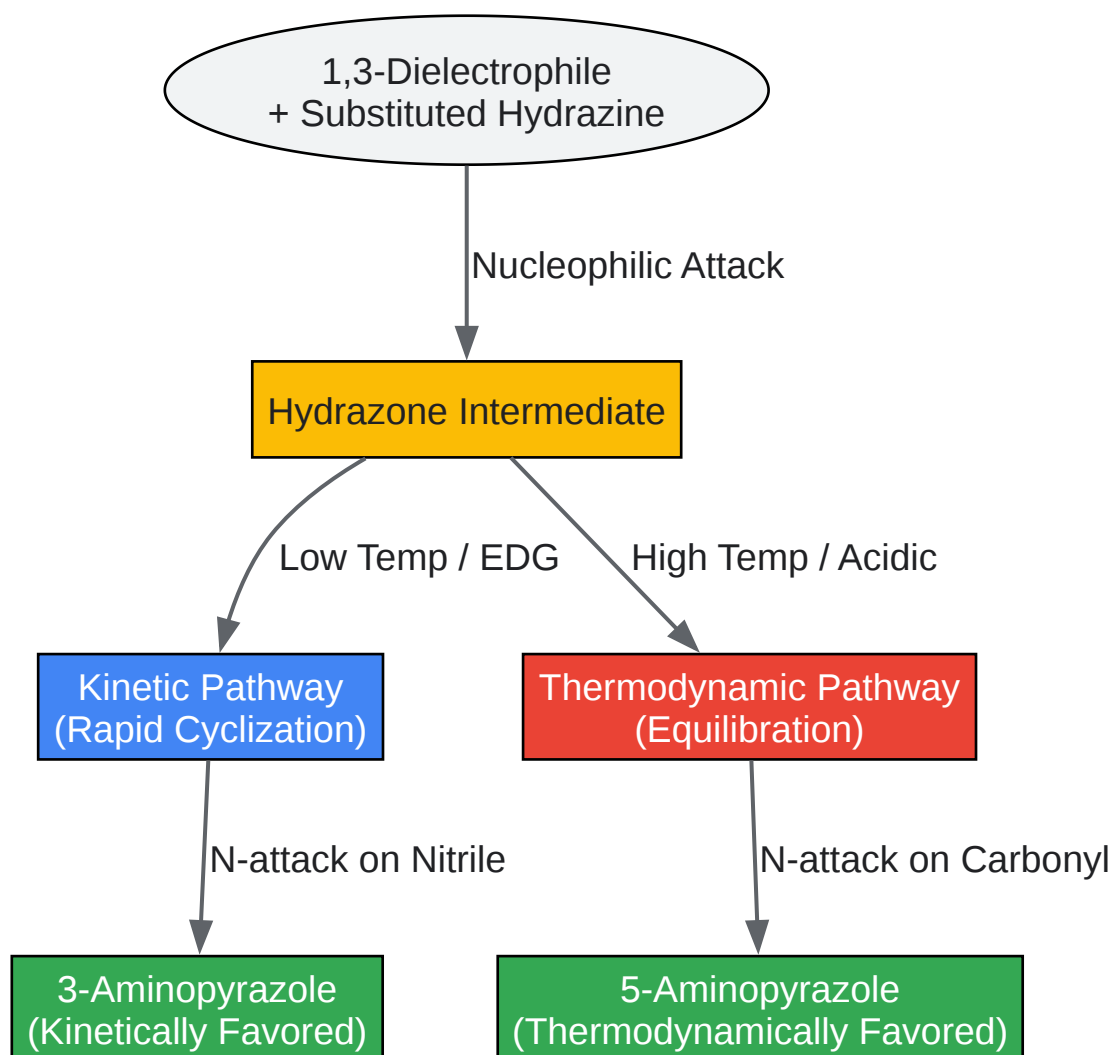 1,3-Dielectrophile
+ Substituted Hydrazine
Nucleophilic Attack
Hydrazone Intermediate
Low Temp / EDG
High Temp / Acidic
Kinetic Pathway
(Rapid Cyclization)
Thermodynamic Pathway
(Equilibration)
N-attack on Nitrile
N-attack on Carbonyl
3-Aminopyrazole
(Kinetically Favored)
5-Aminopyrazole
(Thermodynamically Favored)